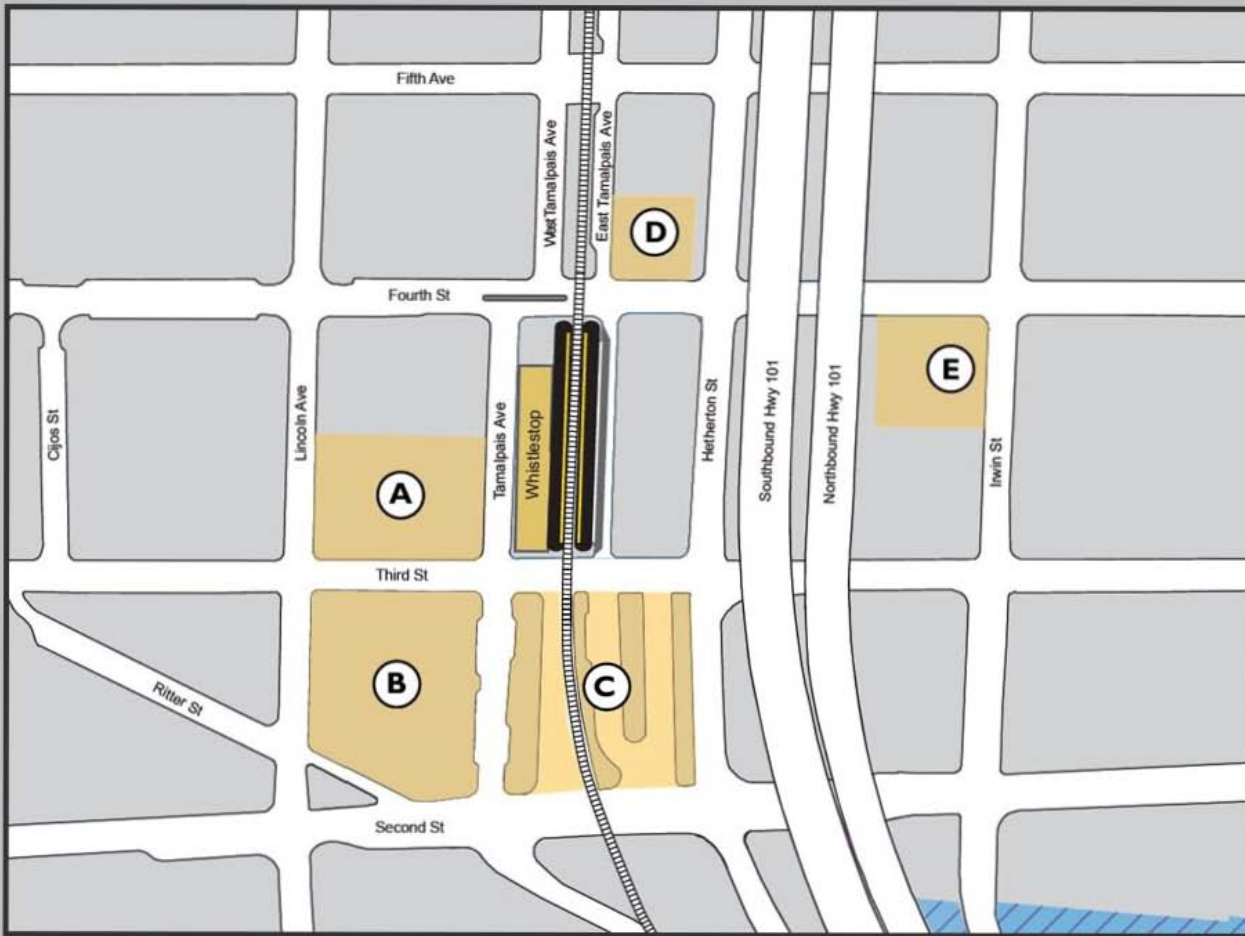 Fifth Ave
West Tamalpais Ave
East Tamalpais Ave
D
Fourth St
Cijos St
Lincoln Ave
Tamalpais Ave
Whistlestop
Hetherton St
Southbound Hwy 101
Northbound Hwy 101
E
Irwin St
A
Third St
B
C
Ritter St
Second St